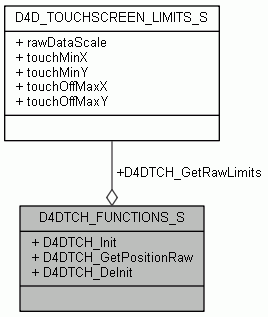 D4D_TOUCHSCREEN_LIMITS_S
+ rawDataScale
+ touchMinX
+ touchMinY
+ touchOffMaxX
+ touchOffMaxY
+D4DTCH_GetRawLimits
D4DTCH_FUNCTIONS_S
+ D4DTCH_Init
+ D4DTCH_GetPositionRaw
+ D4DTCH_DeInit